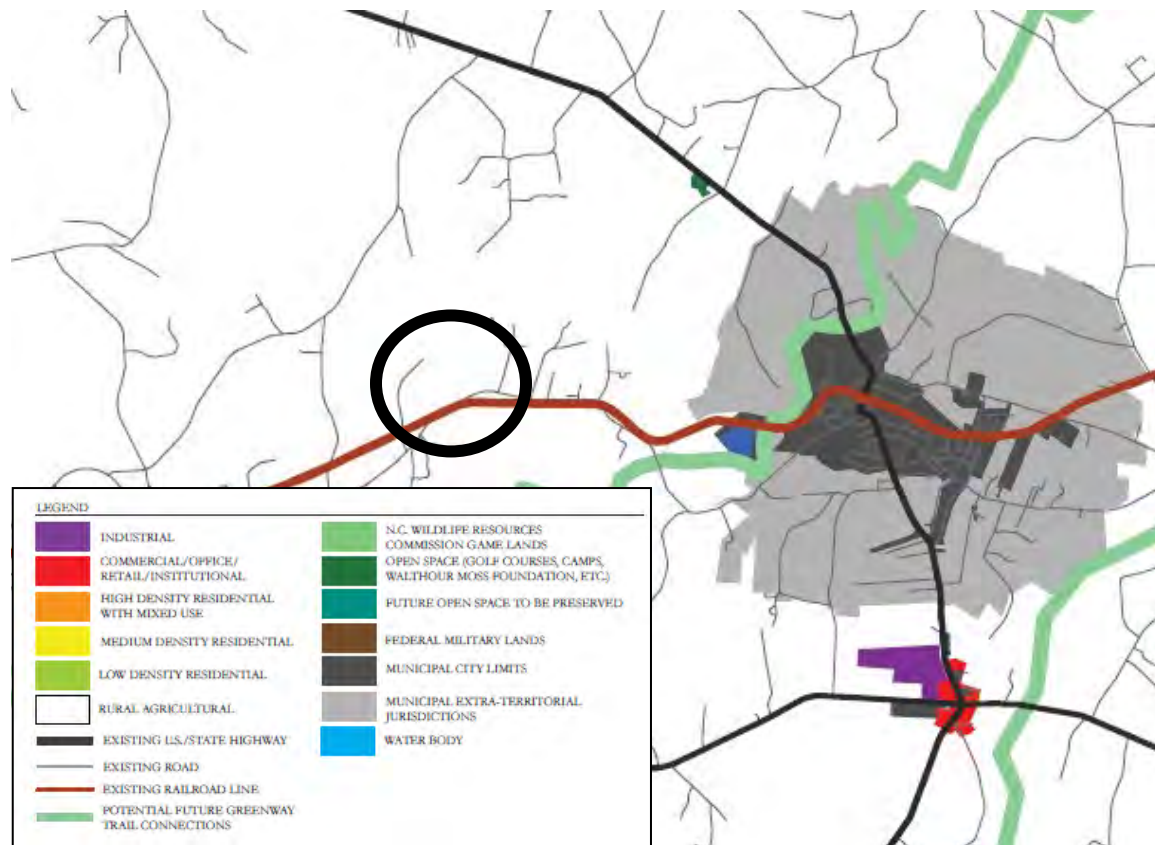 LEGEND
INDUSTRIAL
COMMERCIAL/OFFICE/
RETAIL/INSTITUTIONAL
HIGH DENSITY RESIDENTIAL
WITH MIXED USE
MEDIUM DENSITY RESIDENTIAL
LOW DENSITY RESIDENTIAL
RURAL AGRICULTURAL
EXISTING U.S./STATE HIGHWAY
EXISTING ROAD
EXISTING RAILROAD LINE
POTENTIAL FUTURE GREENWAY
TRAIL CONNECTIONS
N.C. WILDLIFE RESOURCES
COMMISSION GAME LANDS
OPEN SPACE (GOLF COURSES, CAMPS,
WALTHOUR MOSS FOUNDATION, ETC.)
FUTURE OPEN SPACE TO BE PRESERVED
FEDERAL MILITARY LANDS
MUNICIPAL CITY LIMITS
MUNICIPAL EXTRA-TERRITORIAL
JURISDICTIONS
WATER BODY